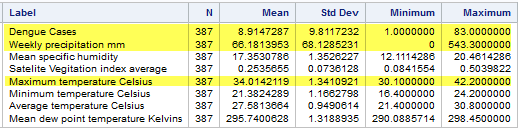 Label N Mean Std Dev Minimum Maximum
Dengue Cases 387 8.9147287 9.8117232 1.0000000 83.0000000
Weekly precipitation mm 387 66.1813953 68.1285231 0 543.3000000
Mean specific humidity 387 17.3530786 1.3526227 12.1114286 20.4614286
Satelite Vegitation index average 387 0.2535655 0.0736128 0.0841554 0.5039822
Maximum temperature Celsius 387 34.0142119 1.3410921 30.1000000 42.2000000
Minimum temperature Celsius 387 21.3824289 1.1662798 16.4000000 24.2000000
Average temperature Celsius 387 27.5813664 0.9490614 21.4000000 30.8000000
Mean dew point temperature Kelvins 387 295.7400628 1.3188935 290.0885714 298.4500000